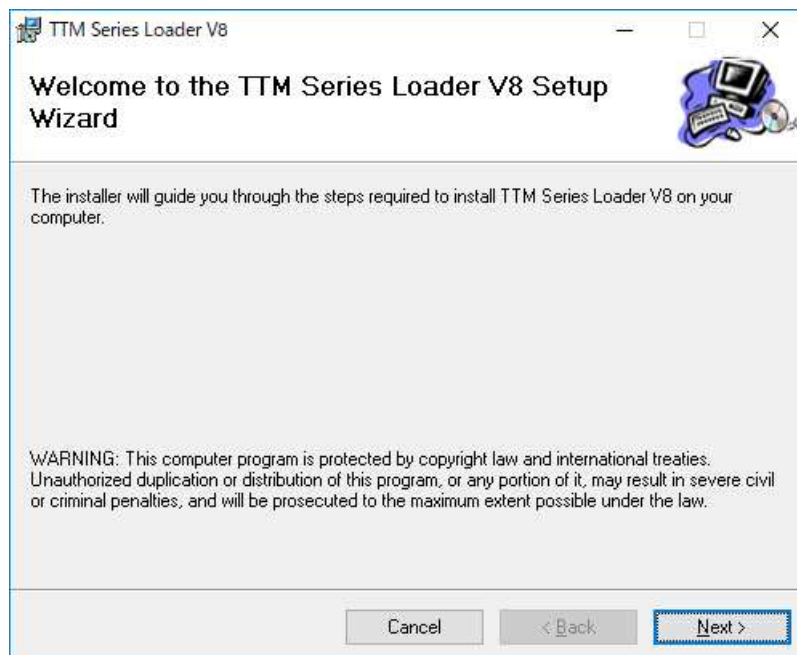 TTM Series Loader V8
Welcome to the TTM Series Loader V8 Setup
Wizard
The installer will guide you through the steps required to install TTM Series Loader V8 on your
computer.
WARNING: This computer program is protected by copyright law and international treaties.
Unauthorized duplication or distribution of this program, or any portion of it, may result in severe civil
or criminal penalties, and will be prosecuted to the maximum extent possible under the law.
Cancel
< Back
Next >